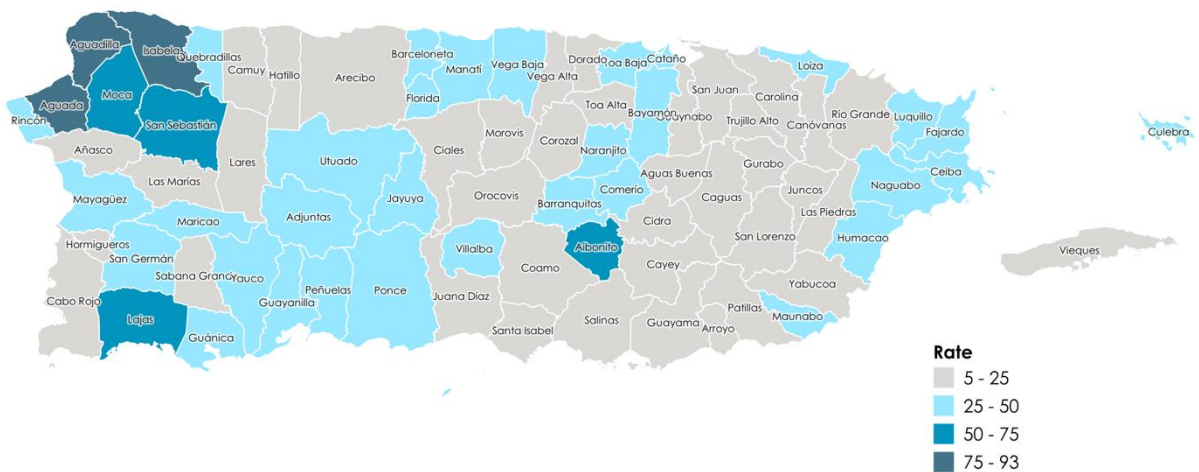 Aguadilla
Isabela
Quebradillas
Camuy
Hatillo
Arecibo
Barceloneta
Manatí
Vega Baja
Vega Alta
Dorado
Toa Baja
Cataño
San Juan
Carolina
Loiza
Aguada
Moca
San Sebastián
Rincón
Florida
Toa Alta
Bayamón
Guaynabo
Trujillo Alto
Canóvanas
Río Grande
Luquillo
Fajardo
Culebra
Añasco
Las Marías
Lares
Utuado
Ciales
Morovis
Corozal
Naranjito
Aguas Buenas
Gurabo
Ceiba
Mayagüez
Maricao
Adjuntas
Jayuya
Orocovis
Barranquitas
Comerío
Caguas
Juncos
Naguabo
Hormigueros
San Germán
Sabana Grande
Yauco
Guayanilla
Peñuelas
Ponce
Villalba
Coamo
Aibonito
Cidra
Cayey
San Lorenzo
Las Piedras
Humacao
Vieques
Cabo Rojo
Lajas
Guánica
Juana Díaz
Santa Isabel
Salinas
Guayama
Arroyo
Patillas
Yabucoa
Maunabo
Rate
5 - 25
25 - 50
50 - 75
75 - 93